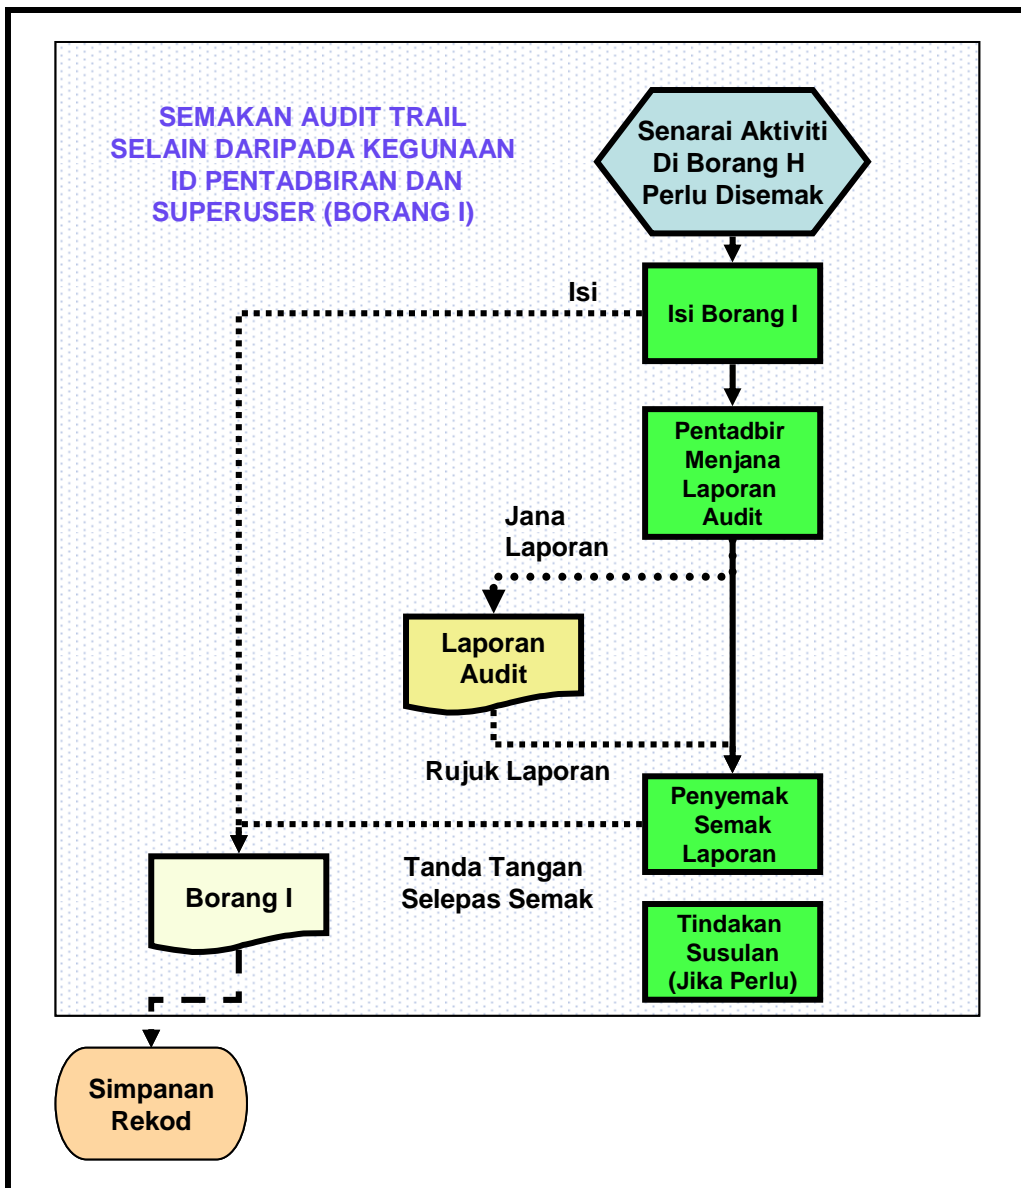 SEMAKAN AUDIT TRAIL
SELAIN DARIPADA KEGUNAAN
ID PENTADBIRAN DAN
SUPERUSER (BORANG I)
Senarai Aktiviti
Di Borang H
Perlu Disemak
Isi
Isi Borang I
Pentadbir
Menjana
Laporan
Audit
Jana
Laporan
Laporan
Audit
Rujuk Laporan
Penyemak
Semak
Laporan
Tanda Tangan
Selepas Semak
Borang I
Tindakan
Susulan
(Jika Perlu)
Simpanan
Rekod